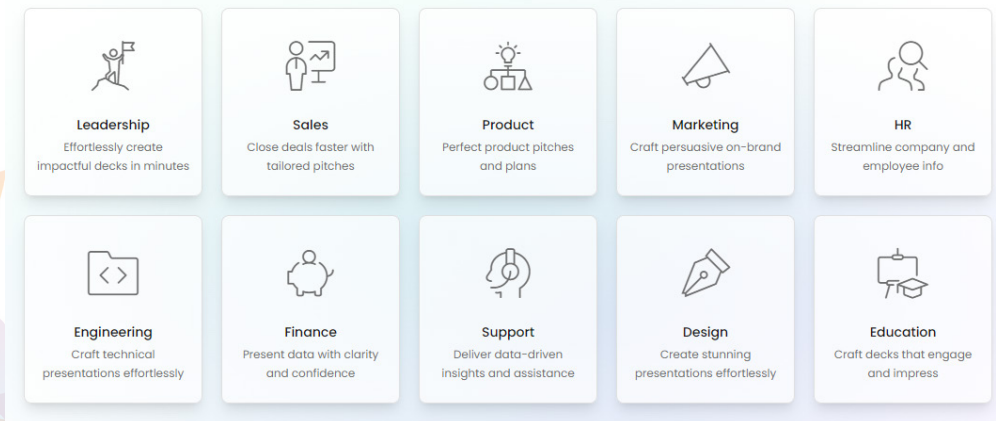 Leadership
Effortlessly create
impactful decks in minutes
Sales
Close deals faster with
tailored pitches
Product
Perfect product pitches
and plans
Marketing
Craft persuasive on-brand
presentations
HR
Streamline company and
employee info
Engineering
Craft technical
presentations effortlessly
Finance
Present data with clarity
and confidence
Support
Deliver data-driven
insights and assistance
Design
Create stunning
presentations effortlessly
Education
Craft decks that engage
and impress